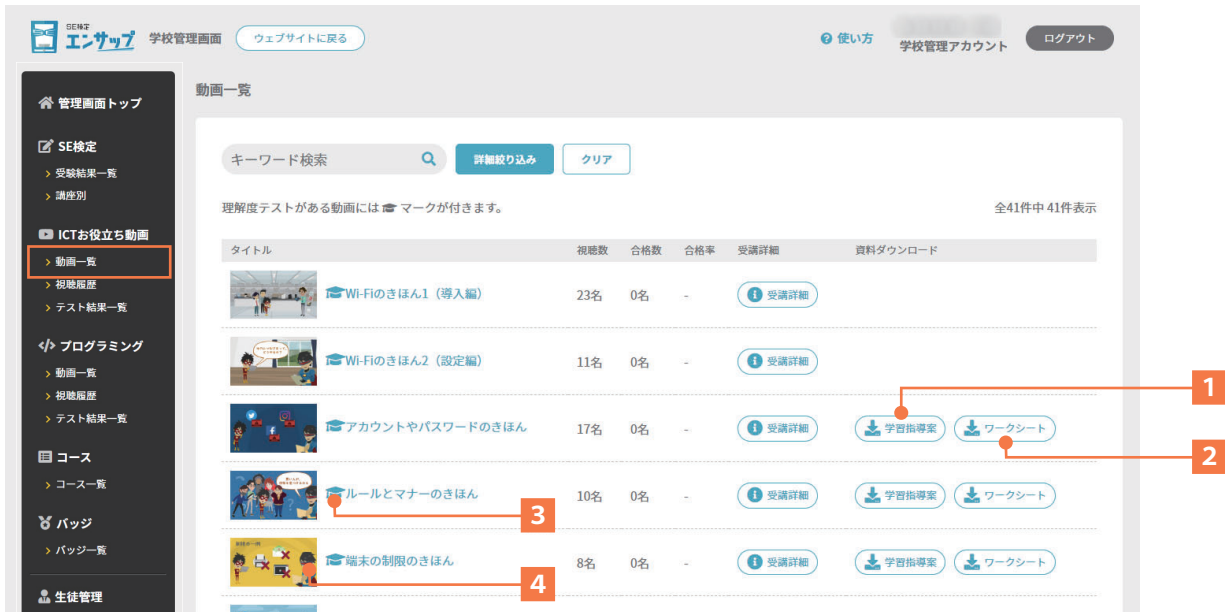 SE検定
エンサップ 学校管理画面 ウェブサイトに戻る
使い方 学校管理アカウント ログアウト
管理画面トップ
SE検定
受験結果一覧
講座別
ICTお役立ち動画
動画一覧
視聴履歴
テスト結果一覧
プログラミング
動画一覧
視聴履歴
テスト結果一覧
コース
コース一覧
バッジ
バッジ一覧
生徒管理
動画一覧
キーワード検索 詳細絞り込み クリア
理解度テストがある動画には マークが付きます。 全41件中 41件表示
タイトル 視聴数 合格数 合格率 受講詳細 資料ダウンロード
Wi-Fiのきほん1（導入編） 23名 0名 - 受講詳細
Wi-Fiのきほん2（設定編） 11名 0名 - 受講詳細
アカウントやパスワードのきほん 17名 0名 - 受講詳細 学習指導案 ワークシート
ルールとマナーのきほん 10名 0名 - 受講詳細 学習指導案 ワークシート
端末の制限のきほん 8名 0名 - 受講詳細 学習指導案 ワークシート
1
2
3
4